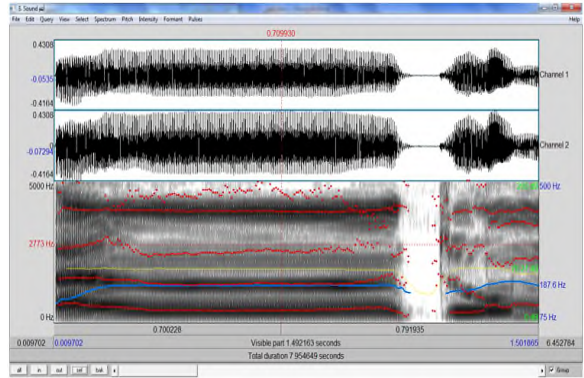 3. Sound ali
File Edit Query View Select Spectrum Pitch Intensity Formant Pulses Help
0.709930
0.4308
-0.0535
Channel 1
-0.4164
0.4308
-0.07294
Channel 2
-0.4164
5000 Hz
500 Hz
2773 Hz
187.6 Hz
0 Hz
75 Hz
0.700228 0.791935
0.009702 0.009702 Visible part 1.492163 seconds 1.501865 6.452784
Total duration 7.954649 seconds
all in out sel bak Group